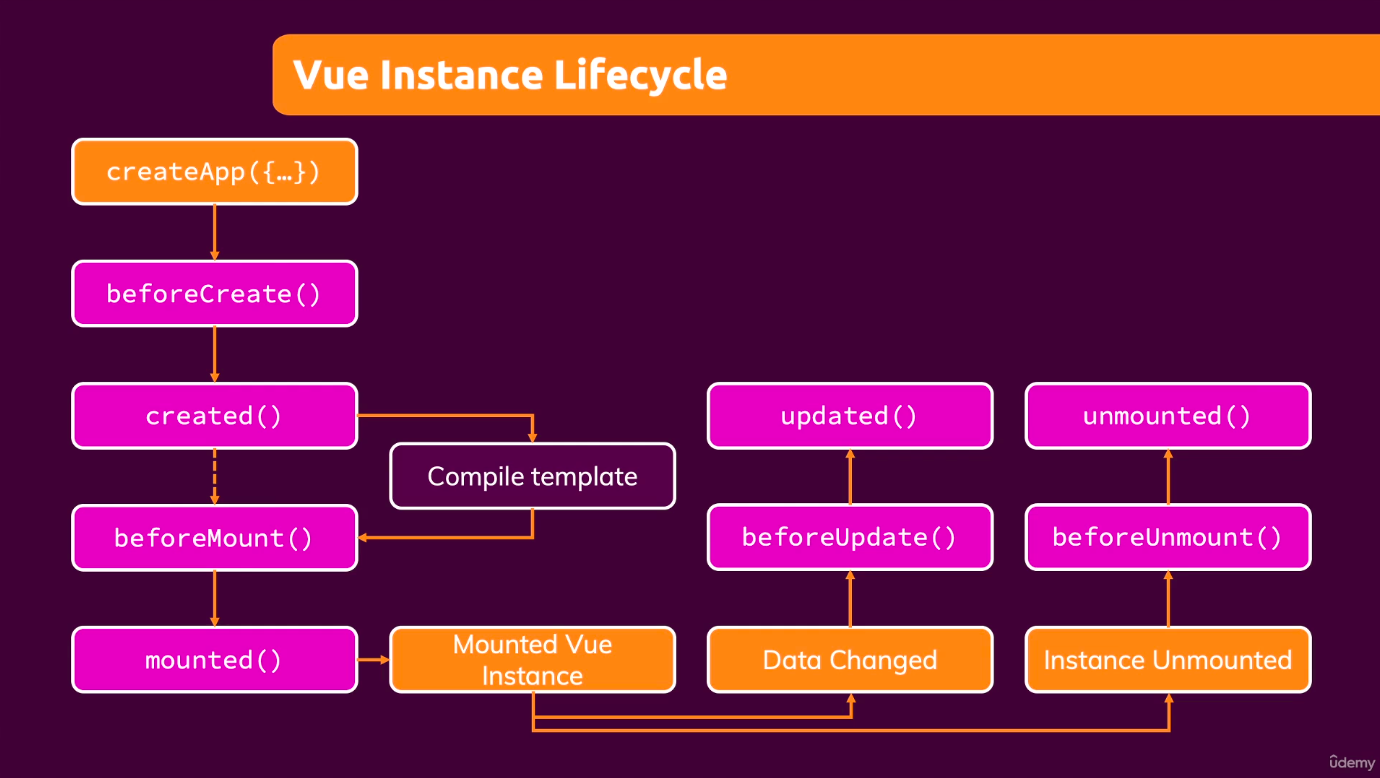 Vue Instance Lifecycle
createApp({…})
beforeCreate()
created()
Compile template
beforeMount()
mounted()
Mounted Vue
Instance
updated()
beforeUpdate()
Data Changed
unmounted()
beforeUnmount()
Instance Unmounted
ûdemy